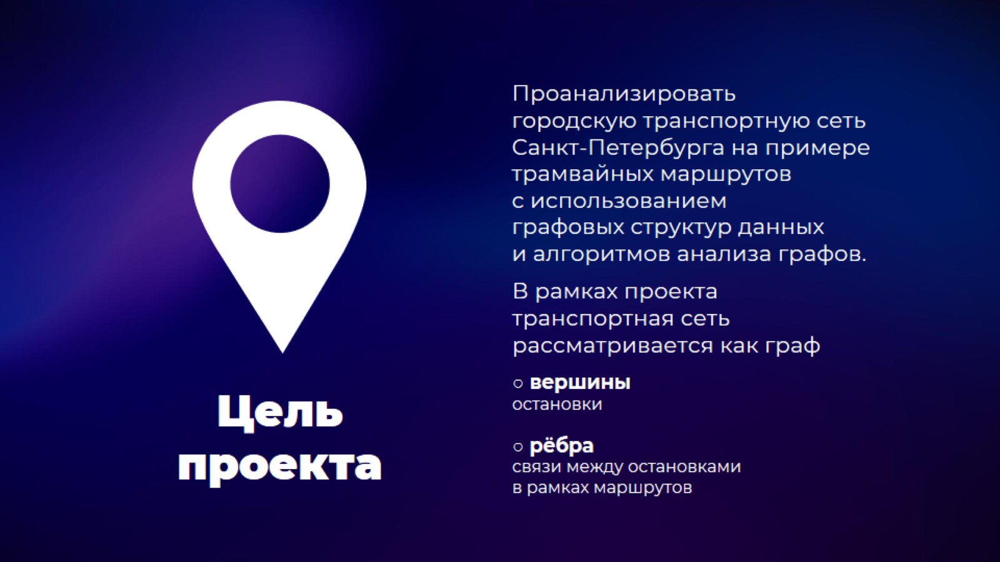 Цель
проекта
Проанализировать
городскую транспортную сеть
Санкт-Петербурга на примере
трамвайных маршрутов
с использованием
графовых структур данных
и алгоритмов анализа графов.
В рамках проекта
транспортная сеть
рассматривается как граф
○ вершины
остановки
○ рёбра
связи между остановками
в рамках маршрутов